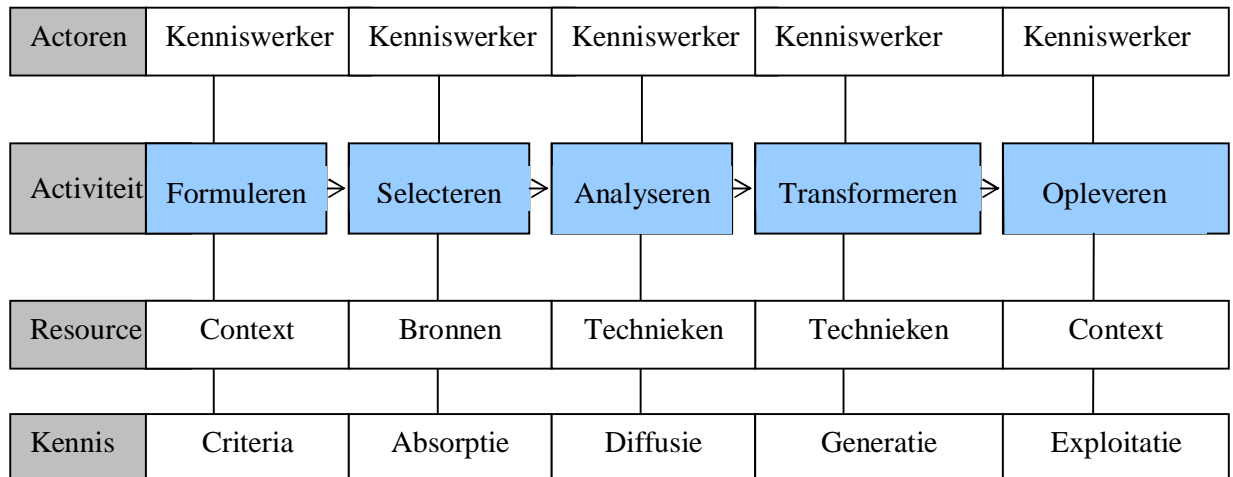 Actoren Kenniswerker Kenniswerker Kenniswerker Kenniswerker Kenniswerker
Activiteit Formuleren Selecteren Analyseren Transformeren Opleveren
Resource Context Bronnen Technieken Technieken Context
Kennis Criteria Absorptie Diffusie Generatie Exploitatie